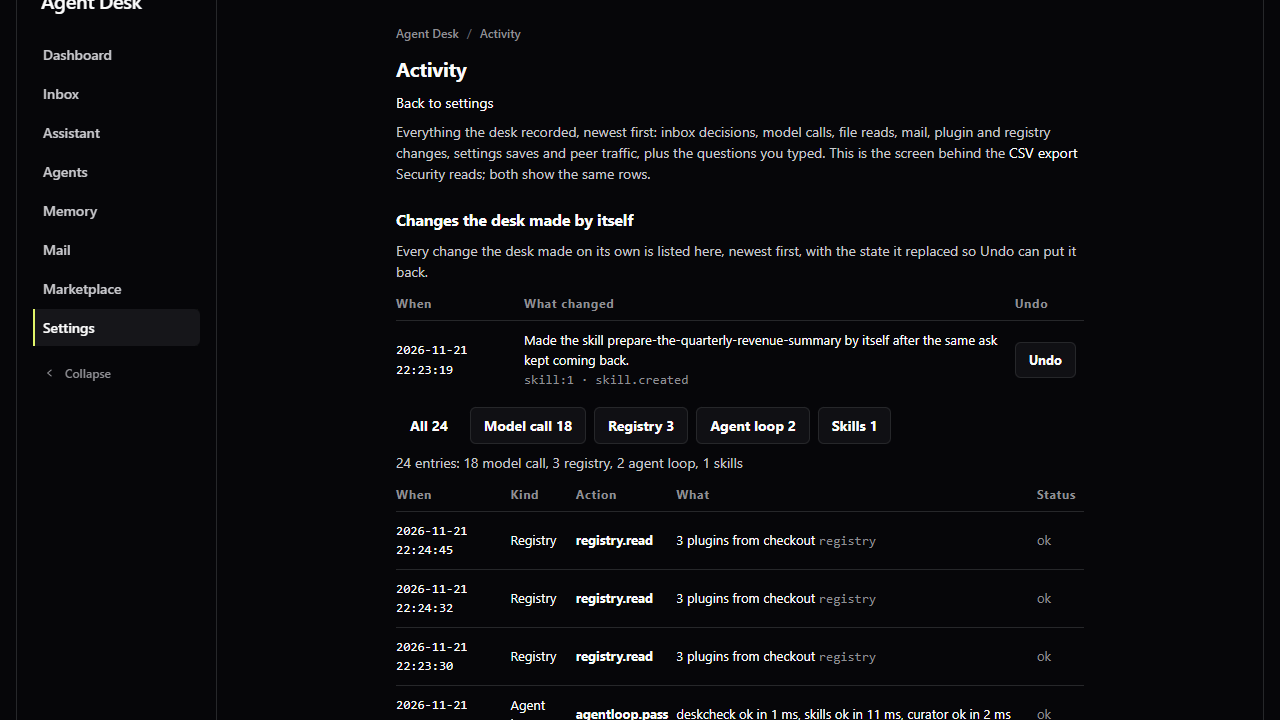 Agent Desk
Dashboard
Inbox
Assistant
Agents
Memory
Mail
Marketplace
Settings
Collapse
Agent Desk / Activity
Activity
Back to settings
Everything the desk recorded, newest first: inbox decisions, model calls, file reads, mail, plugin and registry
changes, settings saves and peer traffic, plus the questions you typed. This is the screen behind the CSV export
Security reads; both show the same rows.
Changes the desk made by itself
Every change the desk made on its own is listed here, newest first, with the state it replaced so Undo can put it
back.
When What changed Undo
2026-11-21
22:23:19
Made the skill prepare-the-quarterly-revenue-summary by itself after the same ask
kept coming back.
skill:1 · skill.created
Undo
All 24 Model call 18 Registry 3 Agent loop 2 Skills 1
24 entries: 18 model call, 3 registry, 2 agent loop, 1 skills
When Kind Action What Status
2026-11-21
22:24:45
Registry registry.read 3 plugins from checkout registry ok
2026-11-21
22:24:32
Registry registry.read 3 plugins from checkout registry ok
2026-11-21
22:23:30
Registry registry.read 3 plugins from checkout registry ok
2026-11-21
Agent
agentloop.pass deskcheck ok in 1 ms, skills ok in 11 ms, curator ok in 2 ms ok